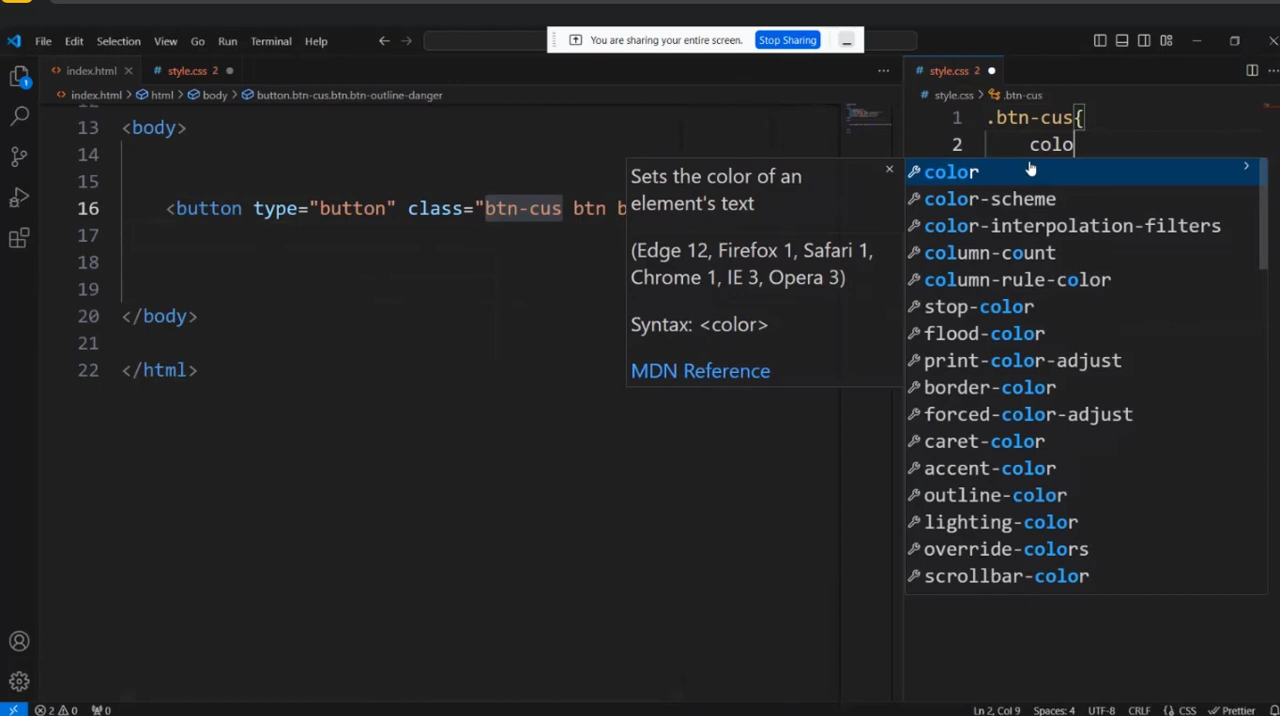 You are sharing your entire screen. Stop Sharing
File Edit Selection View Go Run Terminal Help
index.html style.css 2
index.html > html > body > button.btn-cus.btn.btn-outline-danger
13 <body>
14
15
16 <button type="button" class="btn-cus btn b
17
18
19
20 </body>
21
22 </html>
Sets the color of an
element's text
(Edge 12, Firefox 1, Safari 1,
Chrome 1, IE 3, Opera 3)
Syntax: <color>
MDN Reference
style.css 2
style.css > .btn-cus
1 .btn-cus{
2 colo
color
color-scheme
color-interpolation-filters
column-count
column-rule-color
stop-color
flood-color
print-color-adjust
border-color
forced-color-adjust
caret-color
accent-color
outline-color
lighting-color
override-colors
scrollbar-color
1
2 0 0 Ln 2, Col 9 Spaces: 4 UTF-8 CRLF {} CSS Prettier